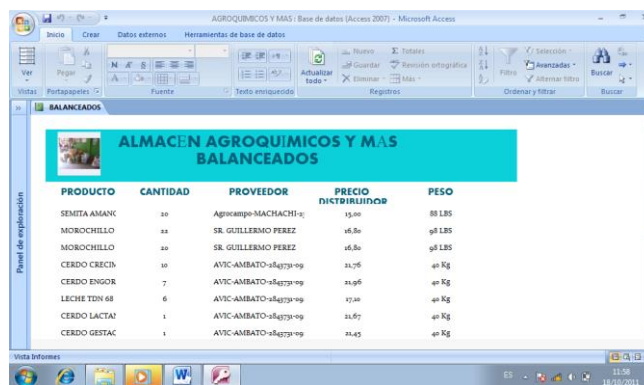 AGROQUIMICOS Y MAS : Base de datos (Access 2007) - Microsoft Access
Inicio Crear Datos externos Herramientas de base de datos
Ver
Pegar
N K S
Actualizar todo
Nuevo
Guardar
Eliminar
Totales
Revisión ortográfica
Más
Filtro
Selección
Avanzadas
Alternar filtro
Buscar
Vistas Portapapeles Fuente Texto enriquecido Registros Ordenar y filtrar Buscar
BALANCEADOS
Panel de exploración
ALMACEN AGROQUIMICOS Y MAS
BALANCEADOS
PRODUCTO CANTIDAD PROVEEDOR PRECIO DISTRIBUIDOR PESO
SEMITA AMANC 20 Agrocampo-MACHACHI-2 15,00 88 LBS
MOROCHILLO 22 SR. GUILLERMO PEREZ 16,80 98 LBS
MOROCHILLO 20 SR. GUILLERMO PEREZ 16,80 98 LBS
CERDO CRECIN 10 AVIC-AMBATO-2843731-09 21,76 40 Kg
CERDO ENGOR 7 AVIC-AMBATO-2843731-09 21,96 40 Kg
LECHE TDN 68 6 AVIC-AMBATO-2843731-09 17,10 40 Kg
CERDO LACTA 1 AVIC-AMBATO-2843731-09 21,67 40 Kg
CERDO GESTAC 1 AVIC-AMBATO-2843731-09 21,45 40 Kg
Vista Informes
ES 11:58
18/10/2011